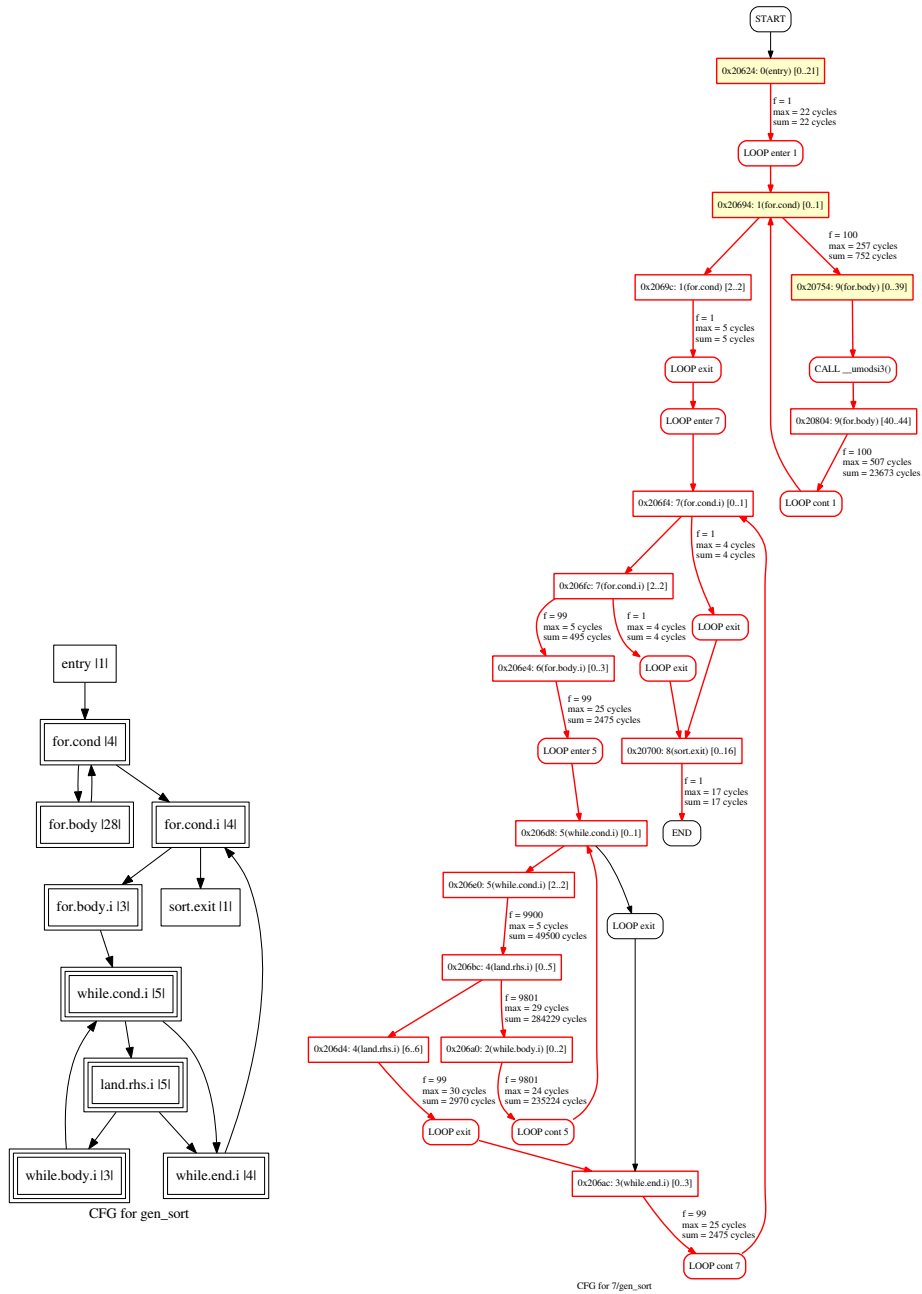 START
0x20624: 0(entry) [0..21]
f = 1
max = 22 cycles
sum = 22 cycles
LOOP enter 1
0x20694: 1(for.cond) [0..1]
f = 100
max = 257 cycles
sum = 752 cycles
0x2069c: 1(for.cond) [2..2]
0x20754: 9(for.body) [0..39]
f = 1
max = 5 cycles
sum = 5 cycles
LOOP exit
CALL __umodsi3()
LOOP enter 7
0x20804: 9(for.body) [40..44]
f = 100
max = 507 cycles
sum = 23673 cycles
0x206f4: 7(for.cond.i) [0..1]
LOOP cont 1
f = 1
max = 4 cycles
sum = 4 cycles
0x206fc: 7(for.cond.i) [2..2]
f = 99
max = 5 cycles
sum = 495 cycles
f = 1
max = 4 cycles
sum = 4 cycles
LOOP exit
0x206e4: 6(for.body.i) [0..3]
LOOP exit
f = 99
max = 25 cycles
sum = 2475 cycles
LOOP enter 5
0x20700: 8(sort.exit) [0..16]
f = 1
max = 17 cycles
sum = 17 cycles
0x206d8: 5(while.cond.i) [0..1]
END
0x206e0: 5(while.cond.i) [2..2]
f = 9900
max = 5 cycles
sum = 49500 cycles
LOOP exit
0x206bc: 4(land.rhs.i) [0..5]
f = 9801
max = 29 cycles
sum = 284229 cycles
0x206d4: 4(land.rhs.i) [6..6]
0x206a0: 2(while.body.i) [0..2]
f = 99
max = 30 cycles
sum = 2970 cycles
f = 9801
max = 24 cycles
sum = 235224 cycles
LOOP exit
LOOP cont 5
0x206ac: 3(while.end.i) [0..3]
f = 99
max = 25 cycles
sum = 2475 cycles
LOOP cont 7
CFG for 7/gen_sort
entry |1|
for.cond |4|
for.body |28|
for.cond.i |4|
for.body.i |3|
sort.exit |1|
while.cond.i |5|
land.rhs.i |5|
while.body.i |3|
while.end.i |4|
CFG for gen_sort